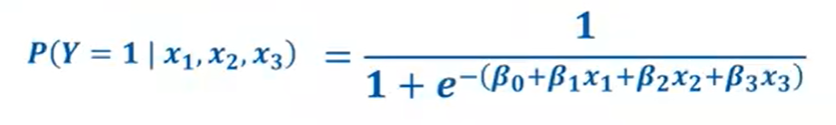 P(Y = 1 | x₁, x₂, x₃) = 1 / 1 + e^−(β₀+β₁x₁+β₂x₂+β₃x₃)